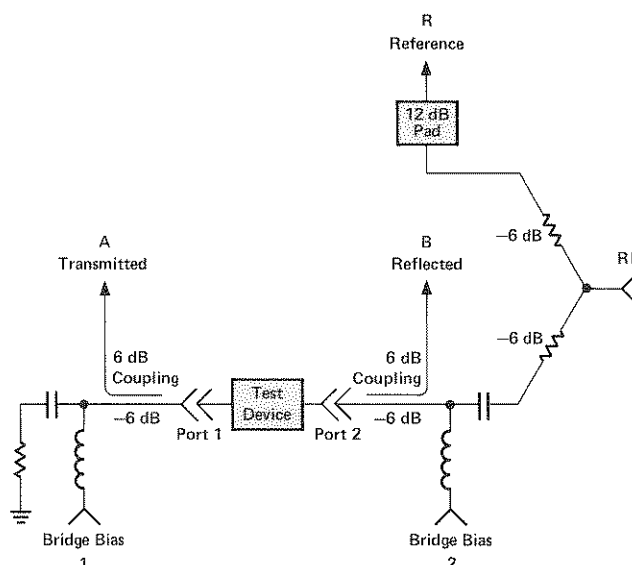 R
Reference
12 dB
Pad
A
Transmitted
B
Reflected
–6 dB
–6 dB
6 dB
Coupling
6 dB
Coupling
–6 dB
–6 dB
Test
Device
Port 1
Port 2
Bridge Bias
1
Bridge Bias
2